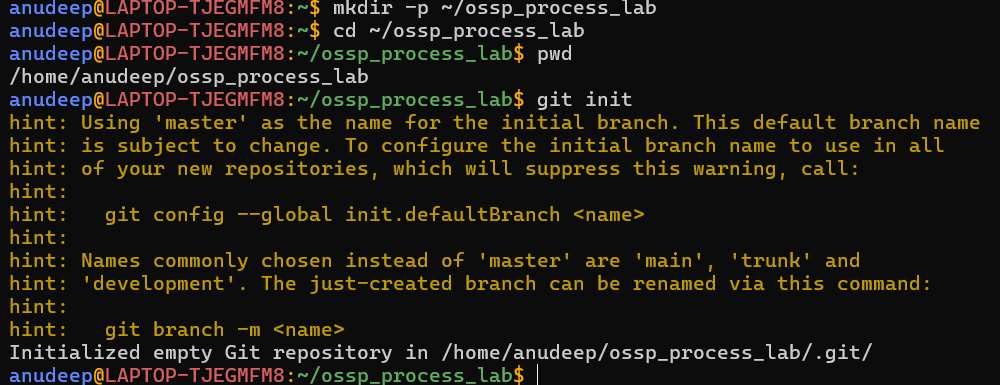 anudeep@LAPTOP-TJEGMFM8:~$ mkdir -p ~/ossp_process_lab
anudeep@LAPTOP-TJEGMFM8:~$ cd ~/ossp_process_lab
anudeep@LAPTOP-TJEGMFM8:~/ossp_process_lab$ pwd
/home/anudeep/ossp_process_lab
anudeep@LAPTOP-TJEGMFM8:~/ossp_process_lab$ git init
hint: Using 'master' as the name for the initial branch. This default branch name
hint: is subject to change. To configure the initial branch name to use in all
hint: of your new repositories, which will suppress this warning, call:
hint:
hint:   git config --global init.defaultBranch <name>
hint:
hint: Names commonly chosen instead of 'master' are 'main', 'trunk' and
hint: 'development'. The just-created branch can be renamed via this command:
hint:
hint:   git branch -m <name>
Initialized empty Git repository in /home/anudeep/ossp_process_lab/.git/
anudeep@LAPTOP-TJEGMFM8:~/ossp_process_lab$